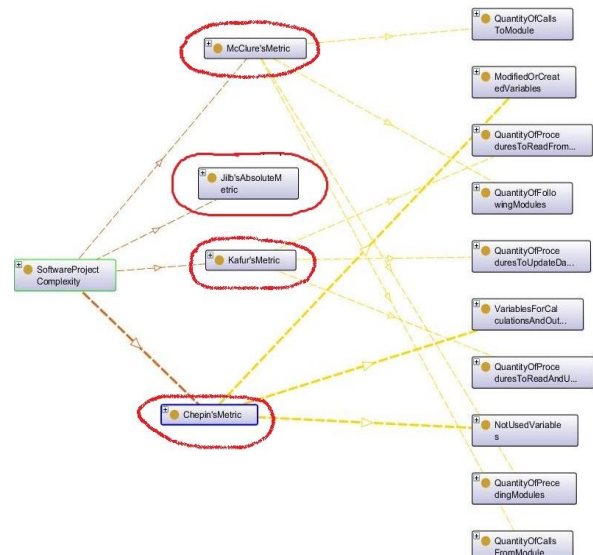 QuantityOfCalls
ToModule
McClure'sMetric
ModifiedOrCreat
edVariables
QuantityOfProce
duresToReadFrom...
Jilb'sAbsoluteM
etric
QuantityOfFollo
wingModules
Kafur'sMetric
QuantityOfProce
duresToUpdateDa...
SoftwareProject
Complexity
VariablesForCal
culationsAndOut...
QuantityOfProce
duresToReadAndU...
Chepin'sMetric
NotUsedVariable
s
QuantityOfPrece
dingModules
QuantityOfCalls
FromModule